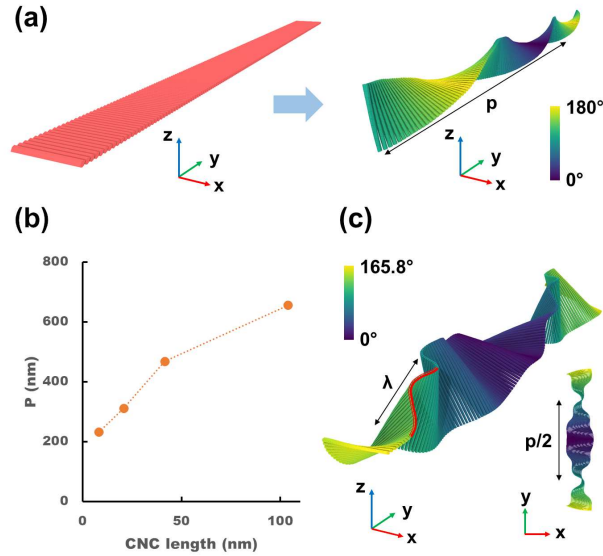 (a)
p
180°
0°
z
y
x
z
y
x
(b)
800
600
400
200
0
0
50
100
P (nm)
CNC length (nm)
(c)
165.8°
0°
λ
p/2
z
y
x
y
x